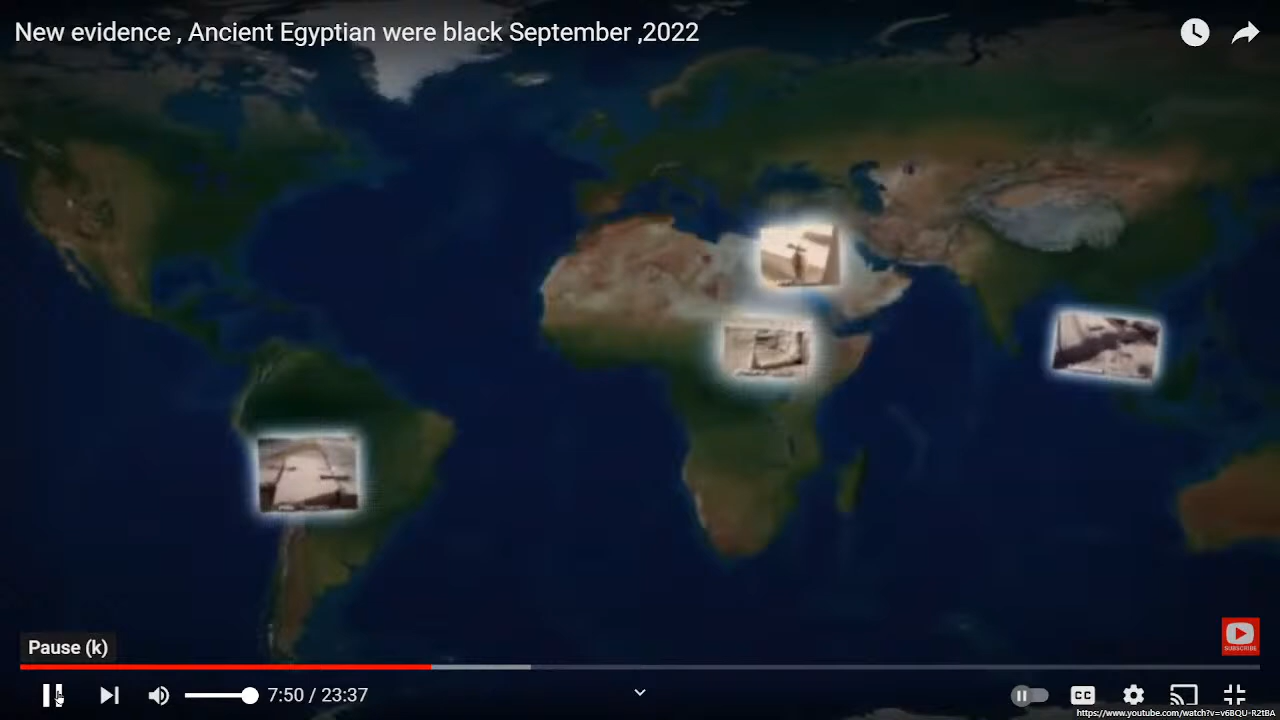 New evidence , Ancient Egyptian were black September ,2022
SUBSCRIBE
Pause (k)
7:50 / 23:37
CC
https://www.youtube.com/watch?v=v6BQU-R2tBA